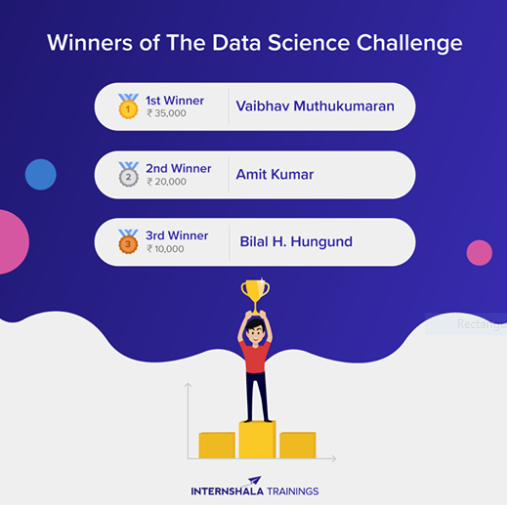 Winners of The Data Science Challenge
1
1st Winner
₹ 35,000
Vaibhav Muthukumaran
2
2nd Winner
₹ 20,000
Amit Kumar
3
3rd Winner
₹ 10,000
Bilal H. Hungund
INTERNSHALA TRAININGS